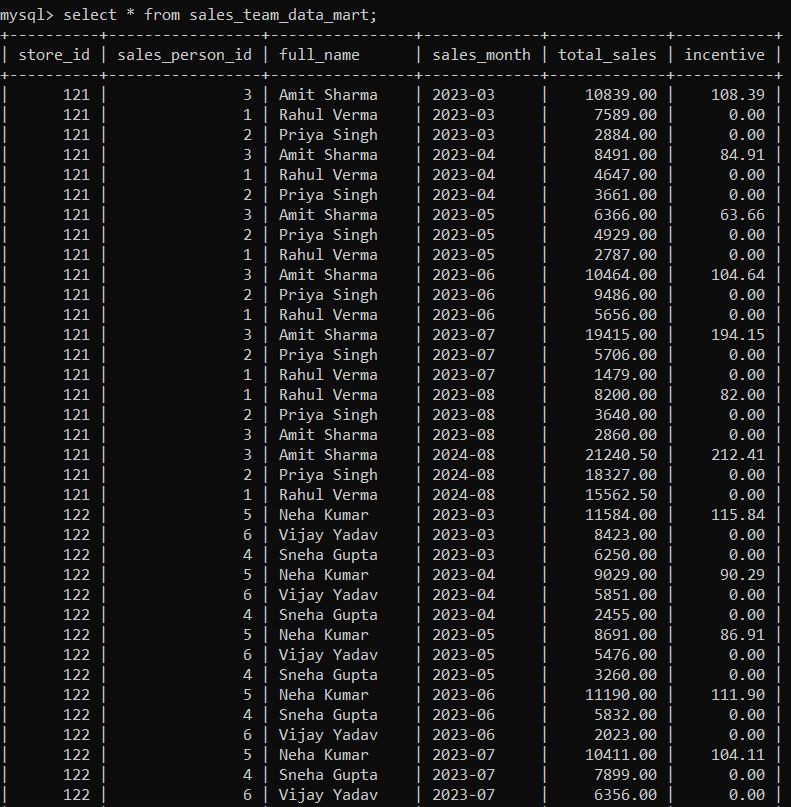 mysql> select * from sales_team_data_mart;
+----------+-----------------+--------------+-------------+-------------+-----------+
| store_id | sales_person_id | full_name    | sales_month | total_sales | incentive |
+----------+-----------------+--------------+-------------+-------------+-----------+
|      121 |               3 | Amit Sharma  | 2023-03     |    10839.00 |    108.39 |
|      121 |               1 | Rahul Verma  | 2023-03     |     7589.00 |      0.00 |
|      121 |               2 | Priya Singh  | 2023-03     |     2884.00 |      0.00 |
|      121 |               3 | Amit Sharma  | 2023-04     |     8491.00 |     84.91 |
|      121 |               1 | Rahul Verma  | 2023-04     |     4647.00 |      0.00 |
|      121 |               2 | Priya Singh  | 2023-04     |     3661.00 |      0.00 |
|      121 |               3 | Amit Sharma  | 2023-05     |     6366.00 |     63.66 |
|      121 |               2 | Priya Singh  | 2023-05     |     4929.00 |      0.00 |
|      121 |               1 | Rahul Verma  | 2023-05     |     2787.00 |      0.00 |
|      121 |               3 | Amit Sharma  | 2023-06     |    10464.00 |    104.64 |
|      121 |               2 | Priya Singh  | 2023-06     |     9486.00 |      0.00 |
|      121 |               1 | Rahul Verma  | 2023-06     |     5656.00 |      0.00 |
|      121 |               3 | Amit Sharma  | 2023-07     |    19415.00 |    194.15 |
|      121 |               2 | Priya Singh  | 2023-07     |     5706.00 |      0.00 |
|      121 |               1 | Rahul Verma  | 2023-07     |     1479.00 |      0.00 |
|      121 |               1 | Rahul Verma  | 2023-08     |     8200.00 |     82.00 |
|      121 |               2 | Priya Singh  | 2023-08     |     3640.00 |      0.00 |
|      121 |               3 | Amit Sharma  | 2023-08     |     2860.00 |      0.00 |
|      121 |               3 | Amit Sharma  | 2024-08     |    21240.50 |    212.41 |
|      121 |               2 | Priya Singh  | 2024-08     |    18327.00 |      0.00 |
|      121 |               1 | Rahul Verma  | 2024-08     |    15562.50 |      0.00 |
|      122 |               5 | Neha Kumar   | 2023-03     |    11584.00 |    115.84 |
|      122 |               6 | Vijay Yadav  | 2023-03     |     8423.00 |      0.00 |
|      122 |               4 | Sneha Gupta  | 2023-03     |     6250.00 |      0.00 |
|      122 |               5 | Neha Kumar   | 2023-04     |     9029.00 |     90.29 |
|      122 |               6 | Vijay Yadav  | 2023-04     |     5851.00 |      0.00 |
|      122 |               4 | Sneha Gupta  | 2023-04     |     2455.00 |      0.00 |
|      122 |               5 | Neha Kumar   | 2023-05     |     8691.00 |     86.91 |
|      122 |               6 | Vijay Yadav  | 2023-05     |     5476.00 |      0.00 |
|      122 |               4 | Sneha Gupta  | 2023-05     |     3260.00 |      0.00 |
|      122 |               5 | Neha Kumar   | 2023-06     |    11190.00 |    111.90 |
|      122 |               4 | Sneha Gupta  | 2023-06     |     5832.00 |      0.00 |
|      122 |               6 | Vijay Yadav  | 2023-06     |     2023.00 |      0.00 |
|      122 |               5 | Neha Kumar   | 2023-07     |    10411.00 |    104.11 |
|      122 |               4 | Sneha Gupta  | 2023-07     |     7899.00 |      0.00 |
|      122 |               6 | Vijay Yadav  | 2023-07     |     6356.00 |      0.00 |